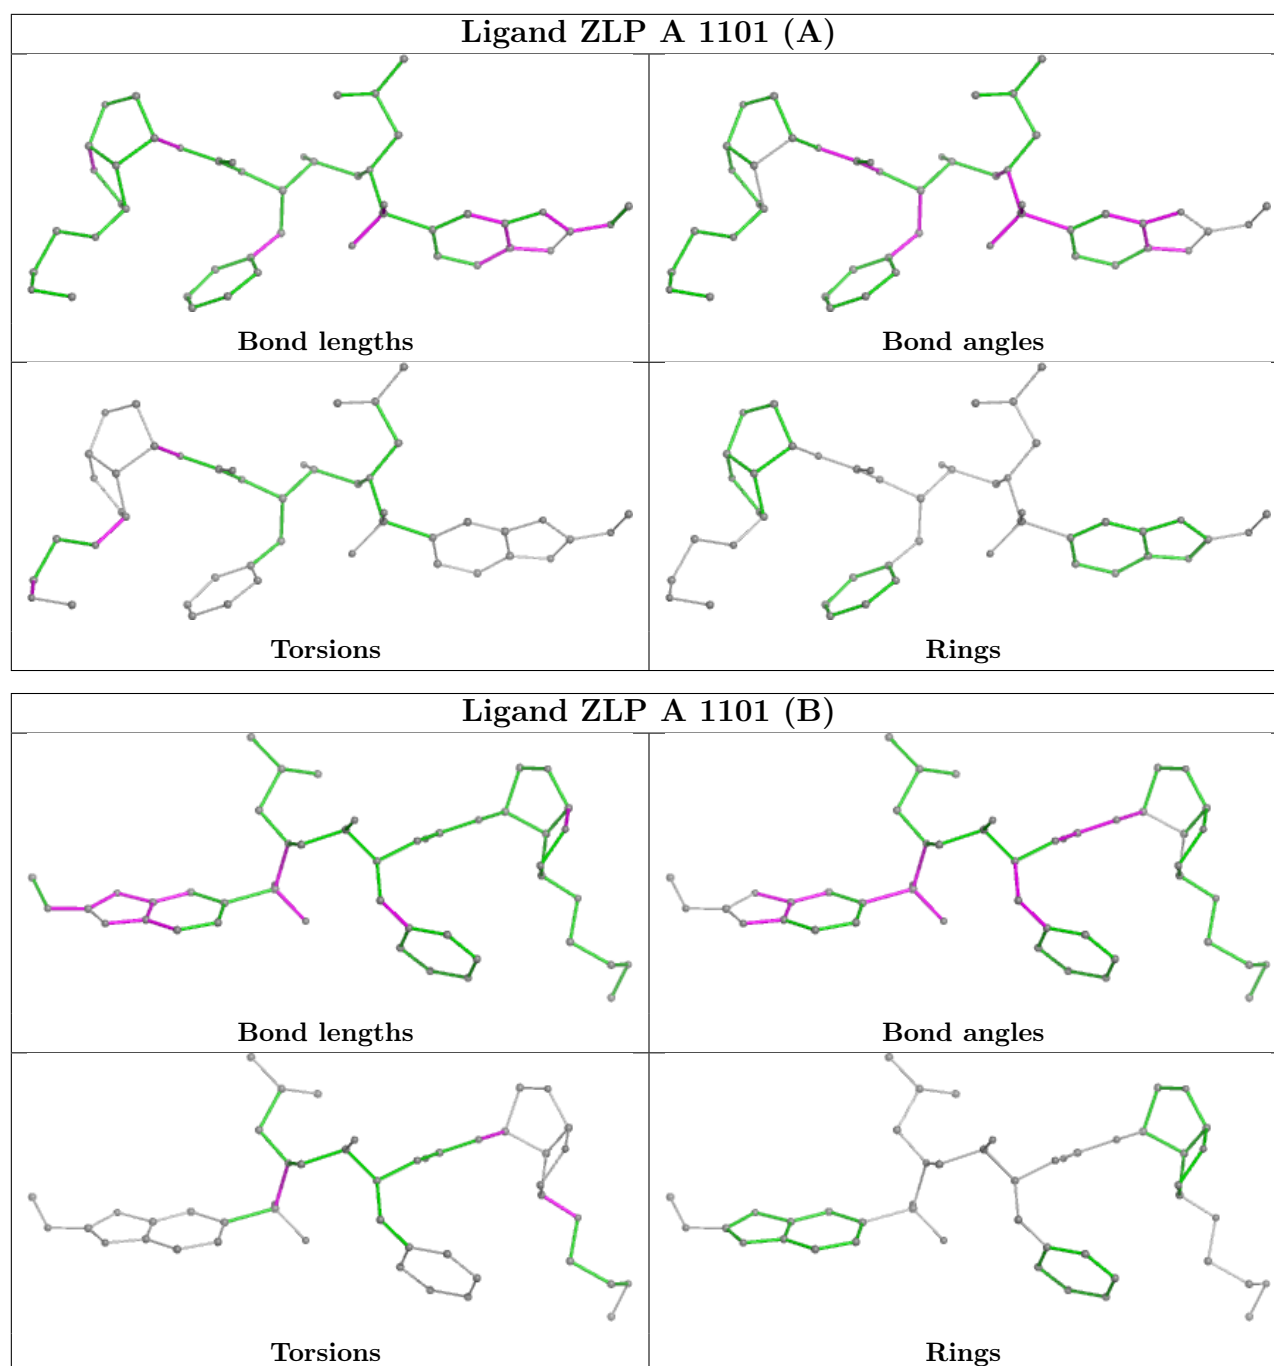 Ligand ZLP A 1101 (A)
Bond lengths
Bond angles
Torsions
Rings
Ligand ZLP A 1101 (B)
Bond lengths
Bond angles
Torsions
Rings